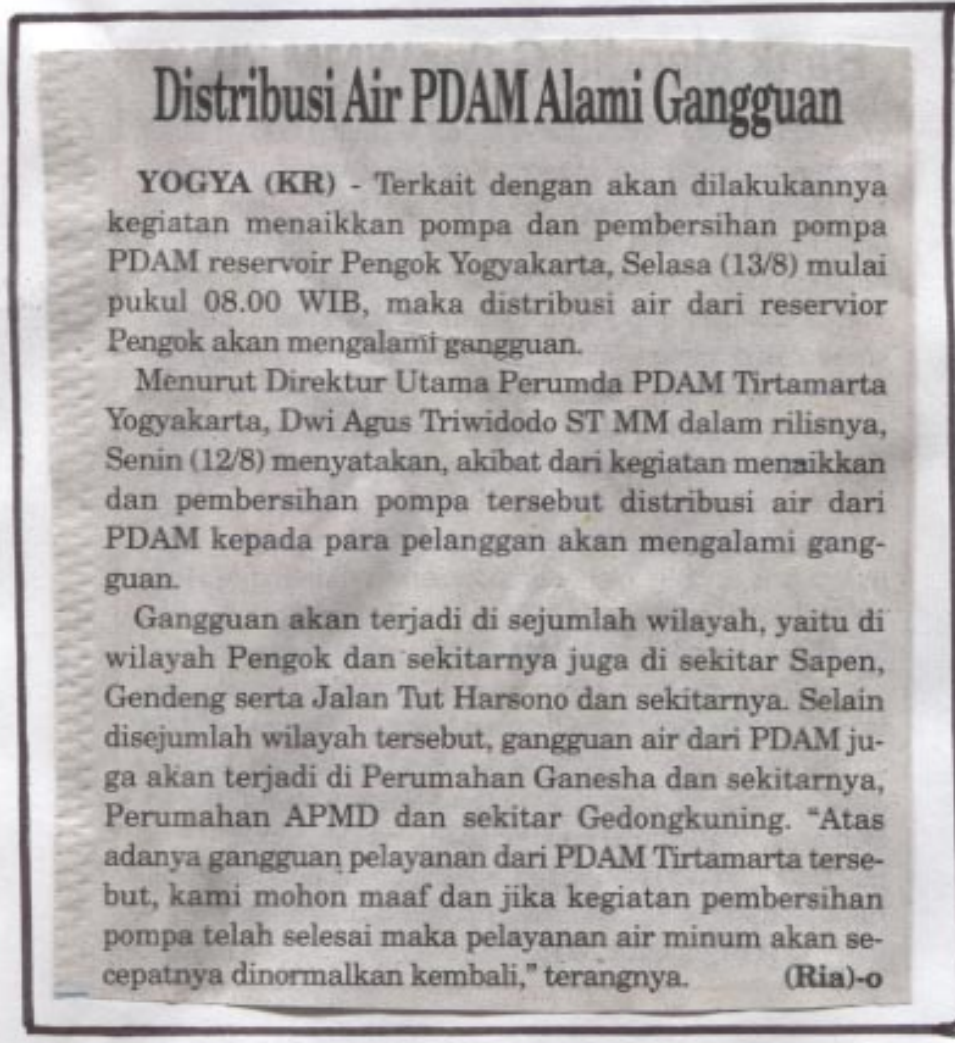 Distribusi Air PDAM Alami Gangguan
YOGYA (KR) - Terkait dengan akan dilakukannya
kegiatan menaikkan pompa dan pembersihan pompa
PDAM reservoir Pengok Yogyakarta, Selasa (13/8) mulai
pukul 08.00 WIB, maka distribusi air dari reservior
Pengok akan mengalami gangguan.
Menurut Direktur Utama Perumda PDAM Tirtamarta
Yogyakarta, Dwi Agus Triwidodo ST MM dalam rilisnya,
Senin (12/8) menyatakan, akibat dari kegiatan menaikkan
dan pembersihan pompa tersebut distribusi air dari
PDAM kepada para pelanggan akan mengalami gang-
guan.
Gangguan akan terjadi di sejumlah wilayah, yaitu di
wilayah Pengok dan sekitarnya juga di sekitar Sapen,
Gendeng serta Jalan Tut Harsono dan sekitarnya. Selain
disejumlah wilayah tersebut, gangguan air dari PDAM ju-
ga akan terjadi di Perumahan Ganesha dan sekitarnya,
Perumahan APMD dan sekitar Gedongkuning. "Atas
adanya gangguan pelayanan dari PDAM Tirtamarta terse-
but, kami mohon maaf dan jika kegiatan pembersihan
pompa telah selesai maka pelayanan air minum akan se-
cepatnya dinormalkan kembali," terangnya. (Ria)-o